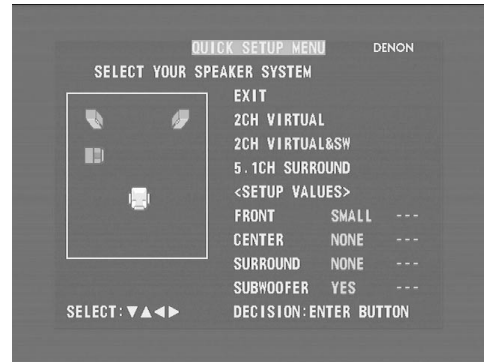 QUICK SETUP MENU
DENON
SELECT YOUR SPEAKER SYSTEM
EXIT
2CH VIRTUAL
2CH VIRTUAL&SW
5.1CH SURROUND
<SETUP VALUES>
FRONT SMALL ---
CENTER NONE ---
SURROUND NONE ---
SUBWOOFER YES ---
SELECT:▼▲◀▶ DECISION:ENTER BUTTON